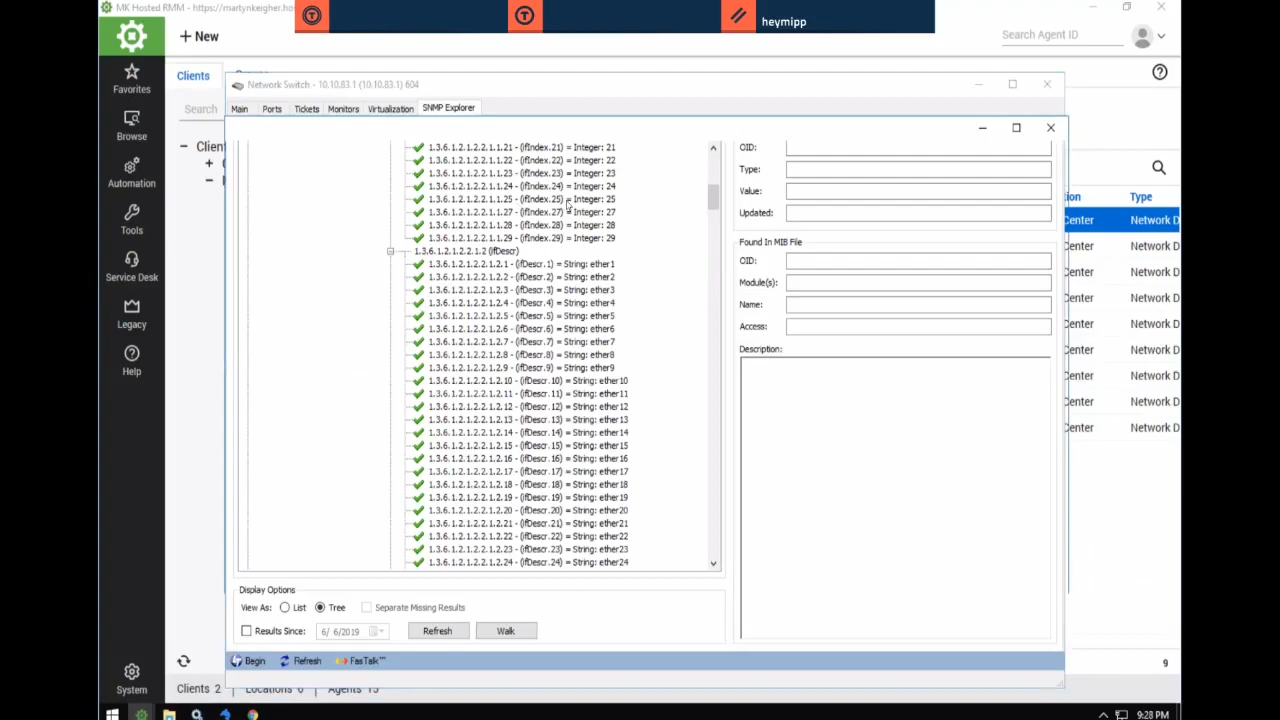 MK Hosted RMM - https://martynkeigher.ho
heymipp
+ New
Search Agent ID
Favorites
Browse
Automation
Tools
Service Desk
Legacy
Help
System
Clients
Search
Network Switch - 10.10.83.1 (10.10.83.1) 604
Main
Ports
Tickets
Monitors
Virtualization
SNMP Explorer
1.3.6.1.2.1.2.2.1.1.21 - (ifIndex.21) = Integer: 21
1.3.6.1.2.1.2.2.1.1.22 - (ifIndex.22) = Integer: 22
1.3.6.1.2.1.2.2.1.1.23 - (ifIndex.23) = Integer: 23
1.3.6.1.2.1.2.2.1.1.24 - (ifIndex.24) = Integer: 24
1.3.6.1.2.1.2.2.1.1.25 - (ifIndex.25) = Integer: 25
1.3.6.1.2.1.2.2.1.1.27 - (ifIndex.27) = Integer: 27
1.3.6.1.2.1.2.2.1.1.28 - (ifIndex.28) = Integer: 28
1.3.6.1.2.1.2.2.1.1.29 - (ifIndex.29) = Integer: 29
1.3.6.1.2.1.2.2.1.2 (ifDescr)
1.3.6.1.2.1.2.2.1.2.1 - (ifDescr.1) = String: ether1
1.3.6.1.2.1.2.2.1.2.2 - (ifDescr.2) = String: ether2
1.3.6.1.2.1.2.2.1.2.3 - (ifDescr.3) = String: ether3
1.3.6.1.2.1.2.2.1.2.4 - (ifDescr.4) = String: ether4
1.3.6.1.2.1.2.2.1.2.5 - (ifDescr.5) = String: ether5
1.3.6.1.2.1.2.2.1.2.6 - (ifDescr.6) = String: ether6
1.3.6.1.2.1.2.2.1.2.7 - (ifDescr.7) = String: ether7
1.3.6.1.2.1.2.2.1.2.8 - (ifDescr.8) = String: ether8
1.3.6.1.2.1.2.2.1.2.9 - (ifDescr.9) = String: ether9
1.3.6.1.2.1.2.2.1.2.10 - (ifDescr.10) = String: ether10
1.3.6.1.2.1.2.2.1.2.11 - (ifDescr.11) = String: ether11
1.3.6.1.2.1.2.2.1.2.12 - (ifDescr.12) = String: ether12
1.3.6.1.2.1.2.2.1.2.13 - (ifDescr.13) = String: ether13
1.3.6.1.2.1.2.2.1.2.14 - (ifDescr.14) = String: ether14
1.3.6.1.2.1.2.2.1.2.15 - (ifDescr.15) = String: ether15
1.3.6.1.2.1.2.2.1.2.16 - (ifDescr.16) = String: ether16
1.3.6.1.2.1.2.2.1.2.17 - (ifDescr.17) = String: ether17
1.3.6.1.2.1.2.2.1.2.18 - (ifDescr.18) = String: ether18
1.3.6.1.2.1.2.2.1.2.19 - (ifDescr.19) = String: ether19
1.3.6.1.2.1.2.2.1.2.20 - (ifDescr.20) = String: ether20
1.3.6.1.2.1.2.2.1.2.21 - (ifDescr.21) = String: ether21
1.3.6.1.2.1.2.2.1.2.22 - (ifDescr.22) = String: ether22
1.3.6.1.2.1.2.2.1.2.23 - (ifDescr.23) = String: ether23
1.3.6.1.2.1.2.2.1.2.24 - (ifDescr.24) = String: ether24
OID:
Type:
Value:
Updated:
Found In MIB File
OID:
Module(s):
Name:
Access:
Description:
Display Options
View As:
List
Tree
Separate Missing Results
Results Since:
6/ 6/2019
Refresh
Walk
Begin
Refresh
FasTalk™
Type
Center Network D
Center Network D
Center Network D
Center Network D
Center Network D
Center Network D
Center Network D
Center Network D
Center Network D
9
Clients 2
Locations 6
Agents 15
9:28 PM